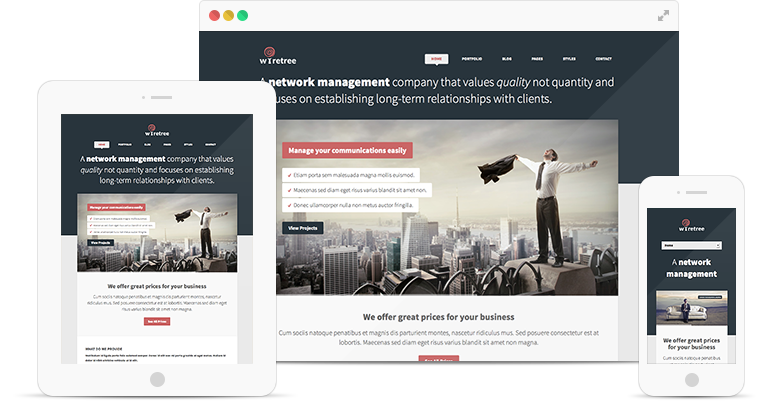 wIretree
HOME PORTFOLIO BLOG PAGES STYLES CONTACT
A network management company that values quality not quantity and
focuses on establishing long-term relationships with clients.
Manage your communications easily
✓ Etiam porta sem malesuada magna mollis euismod.
✓ Maecenas sed diam eget risus varius blandit sit amet non.
✓ Donec ullamcorper nulla non metus auctor fringilla.
View Projects
We offer great prices for your business
Cum sociis natoque penatibus et magnis dis parturient montes, nascetur ridiculus mus. Sed posuere consectetur est at
lobortis. Maecenas sed diam eget risus varius blandit sit amet non magna.
See All Prices
wIretree
HOME PORTFOLIO BLOG PAGES STYLES CONTACT
A network management company that values
quality not quantity and focuses on establishing
long-term relationships with clients.
Manage your communications easily
View Projects
We offer great prices for your business
Cum sociis natoque penatibus et magnis dis parturient montes, nascetur
ridiculus mus. Sed posuere consectetur est at lobortis. Maecenas sed diam
eget risus varius blandit sit amet non magna.
See All Prices
WHAT DO WE PROVIDE
wIretree
Home
A network
management
We offer great prices
for your business
Cum sociis natoque penatibus